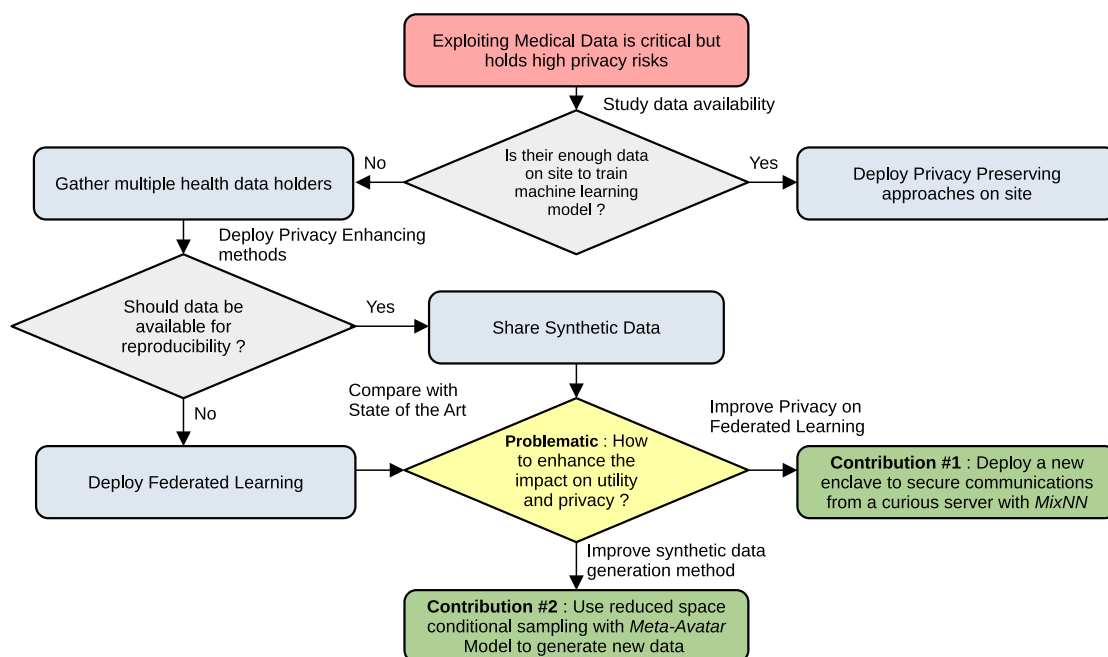 Exploiting Medical Data is critical but
holds high privacy risks
Study data availability
Is their enough data
on site to train
machine learning
model ?
No
Yes
Gather multiple health data holders
Deploy Privacy Preserving
approaches on site
Deploy Privacy Enhancing
methods
Should data be
available for
reproducibility ?
Yes
Share Synthetic Data
No
Compare with
State of the Art
Improve Privacy on
Federated Learning
Deploy Federated Learning
Problematic : How
to enhance the
impact on utility
and privacy ?
Contribution #1 : Deploy a new
enclave to secure communications
from a curious server with MixNN
Improve synthetic data
generation method
Contribution #2 : Use reduced space
conditional sampling with Meta-Avatar
Model to generate new data